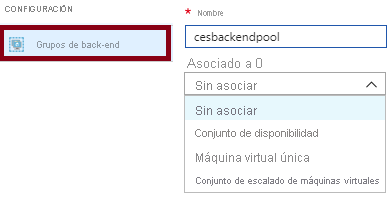 CONFIGURACIÓN
Grupos de back-end
* Nombre
cesbackendpool
Asociado a 0
Sin asociar
Sin asociar
Conjunto de disponibilidad
Máquina virtual única
Conjunto de escalado de máquinas virtuales